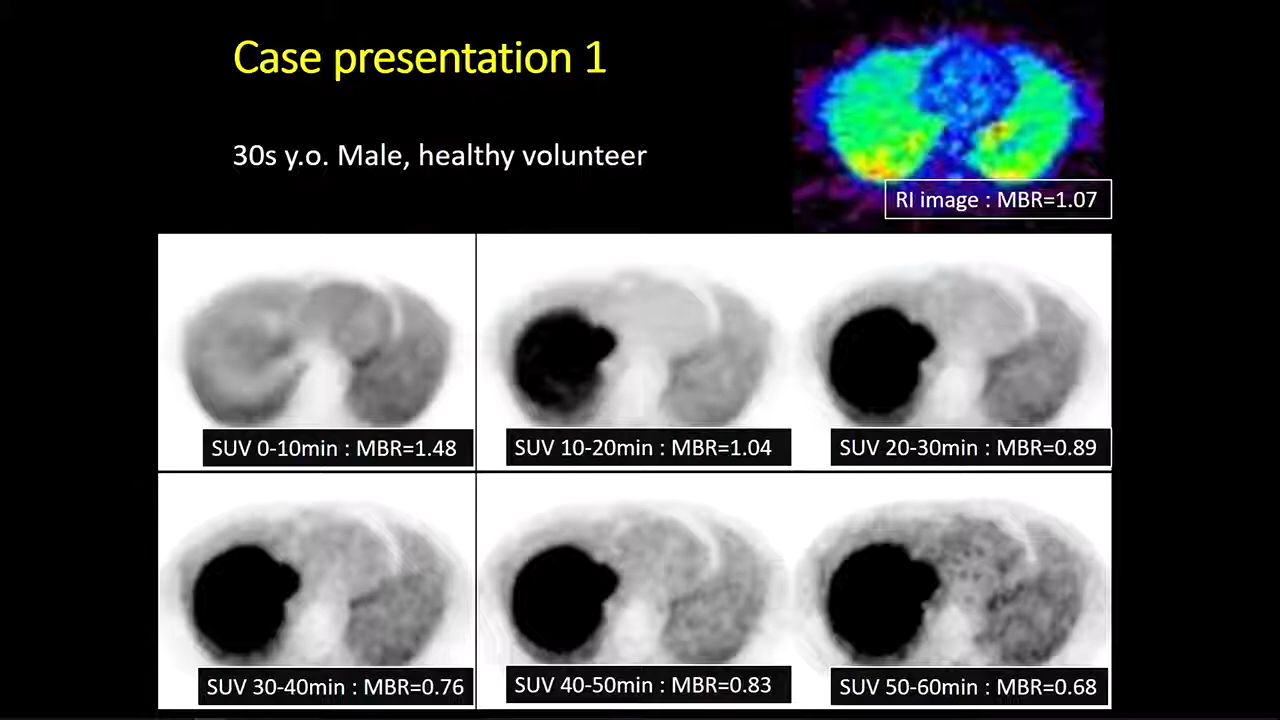 Case presentation 1
30s y.o. Male, healthy volunteer
RI image : MBR=1.07
SUV 0-10min : MBR=1.48
SUV 10-20min : MBR=1.04
SUV 20-30min : MBR=0.89
SUV 30-40min : MBR=0.76
SUV 40-50min : MBR=0.83
SUV 50-60min : MBR=0.68